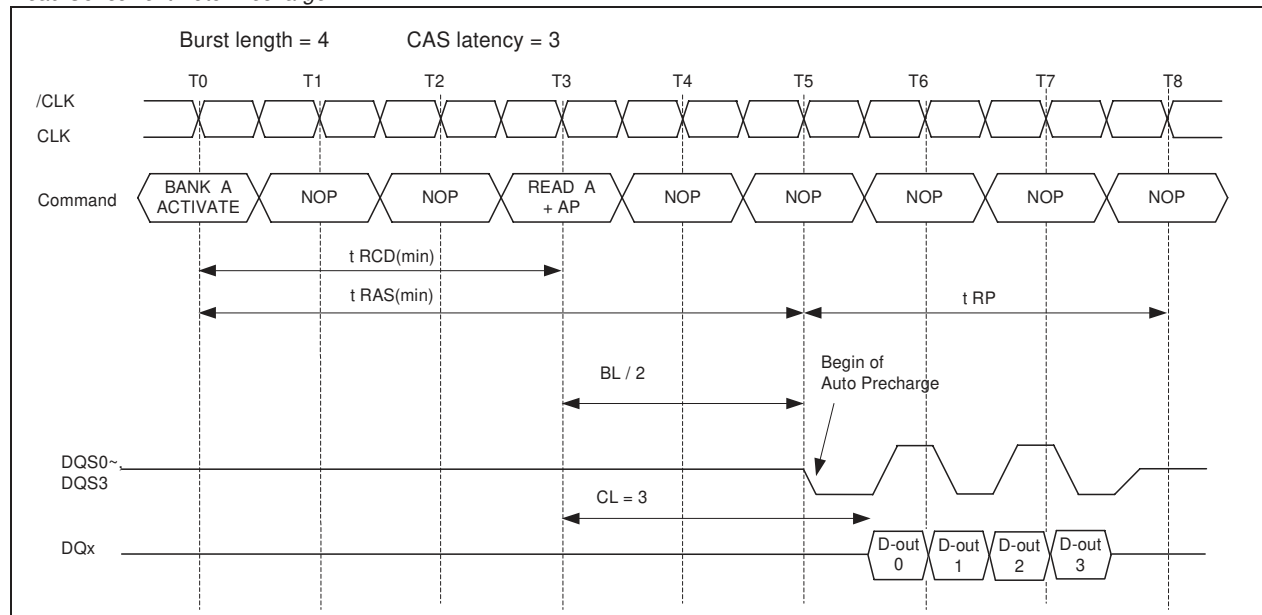 Burst length = 4 CAS latency = 3
T0 T1 T2 T3 T4 T5 T6 T7 T8
/CLK
CLK
Command
BANK A
ACTIVATE
NOP
NOP
READ A
+ AP
NOP
NOP
NOP
NOP
NOP
t RCD(min)
t RAS(min)
t RP
BL / 2
Begin of
Auto Precharge
DQS0~.
DQS3
CL = 3
DQx
D-out
0
D-out
1
D-out
2
D-out
3